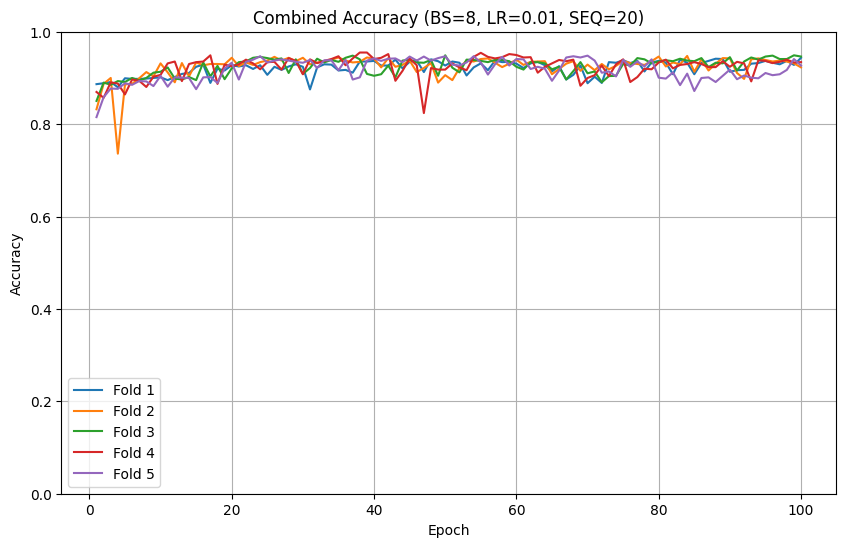 Combined Accuracy (BS=8, LR=0.01, SEQ=20)
1.0
0.8
0.6
0.4
0.2
0.0
Accuracy
Fold 1
Fold 2
Fold 3
Fold 4
Fold 5
0 20 40 60 80 100
Epoch